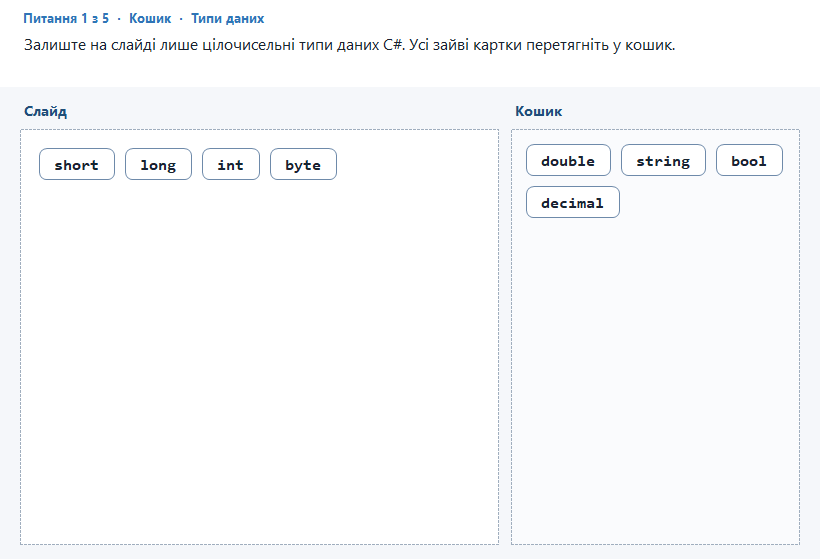 Питання 1 з 5 · Кошик · Типи даних
Залиште на слайді лише цілочисельні типи даних C#. Усі зайві картки перетягніть у кошик.
Слайд
short long int byte
Кошик
double string bool
decimal